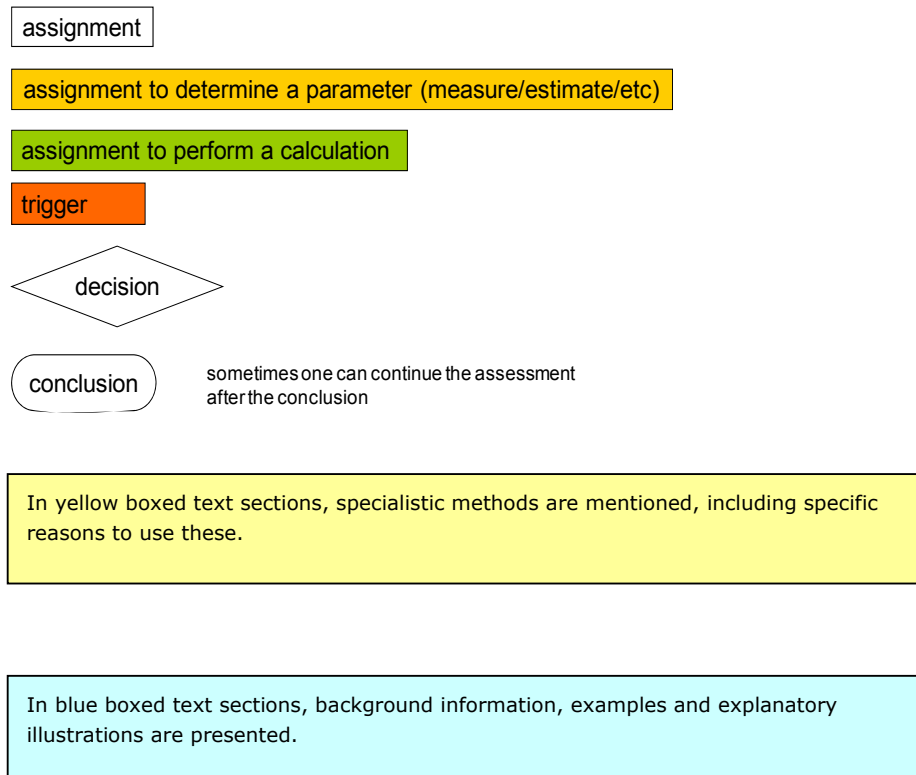 assignment
assignment to determine a parameter (measure/estimate/etc)
assignment to perform a calculation
trigger
decision
conclusion
sometimes one can continue the assessment
after the conclusion
In yellow boxed text sections, specialistic methods are mentioned, including specific
reasons to use these.
In blue boxed text sections, background information, examples and explanatory
illustrations are presented.